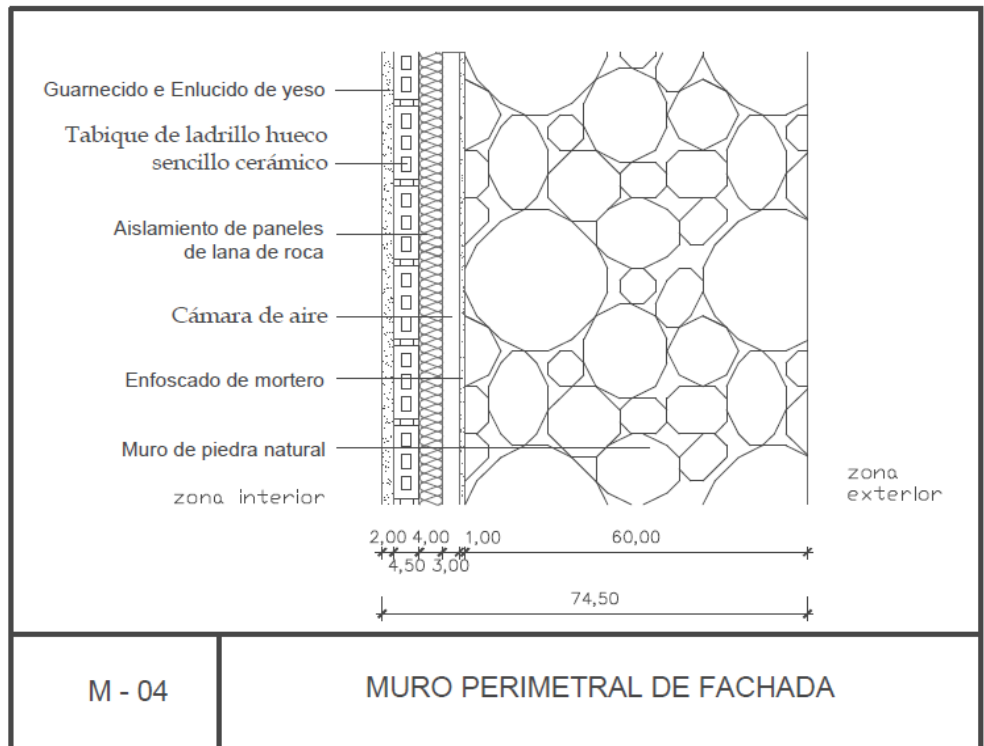 Guarnecido e Enlucido de yeso
Tabique de ladrillo hueco
sencillo cerámico
Aislamiento de paneles
de lana de roca
Cámara de aire
Enfoscado de mortero
Muro de piedra natural
zona interior
zona
exterior
2,00 4,00 1,00 60,00
4,50 3,00
74,50
M - 04
MURO PERIMETRAL DE FACHADA